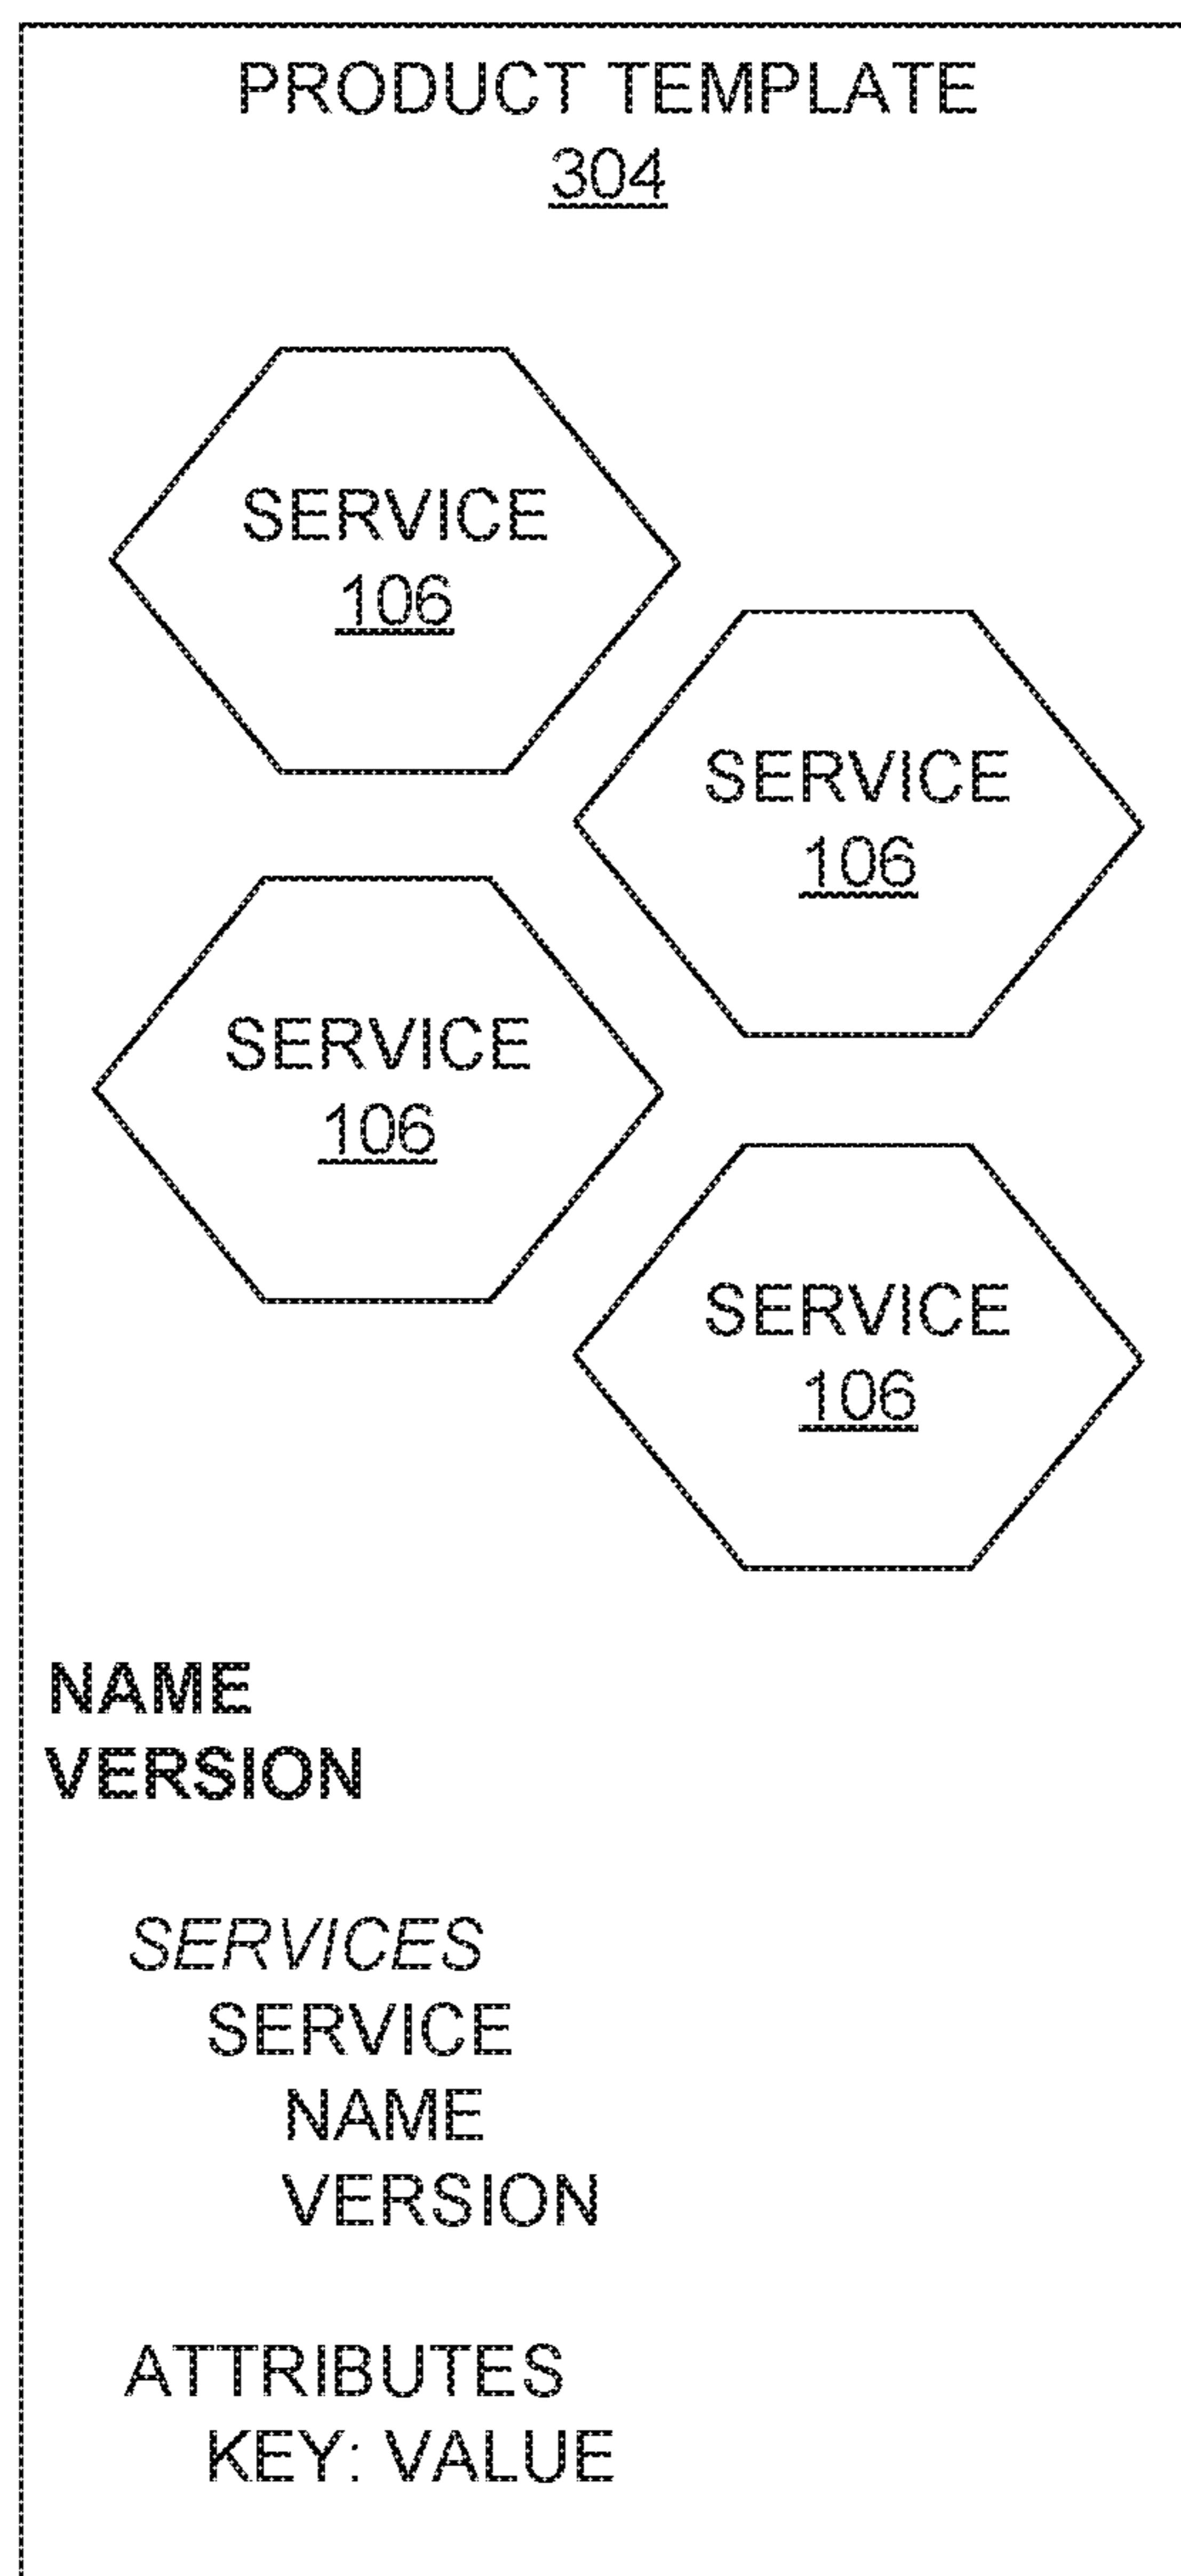 PRODUCT TEMPLATE
304
SERVICE
106
SERVICE
106
SERVICE
106
SERVICE
106
NAME
VERSION
SERVICES
SERVICE
NAME
VERSION
ATTRIBUTES
KEY: VALUE